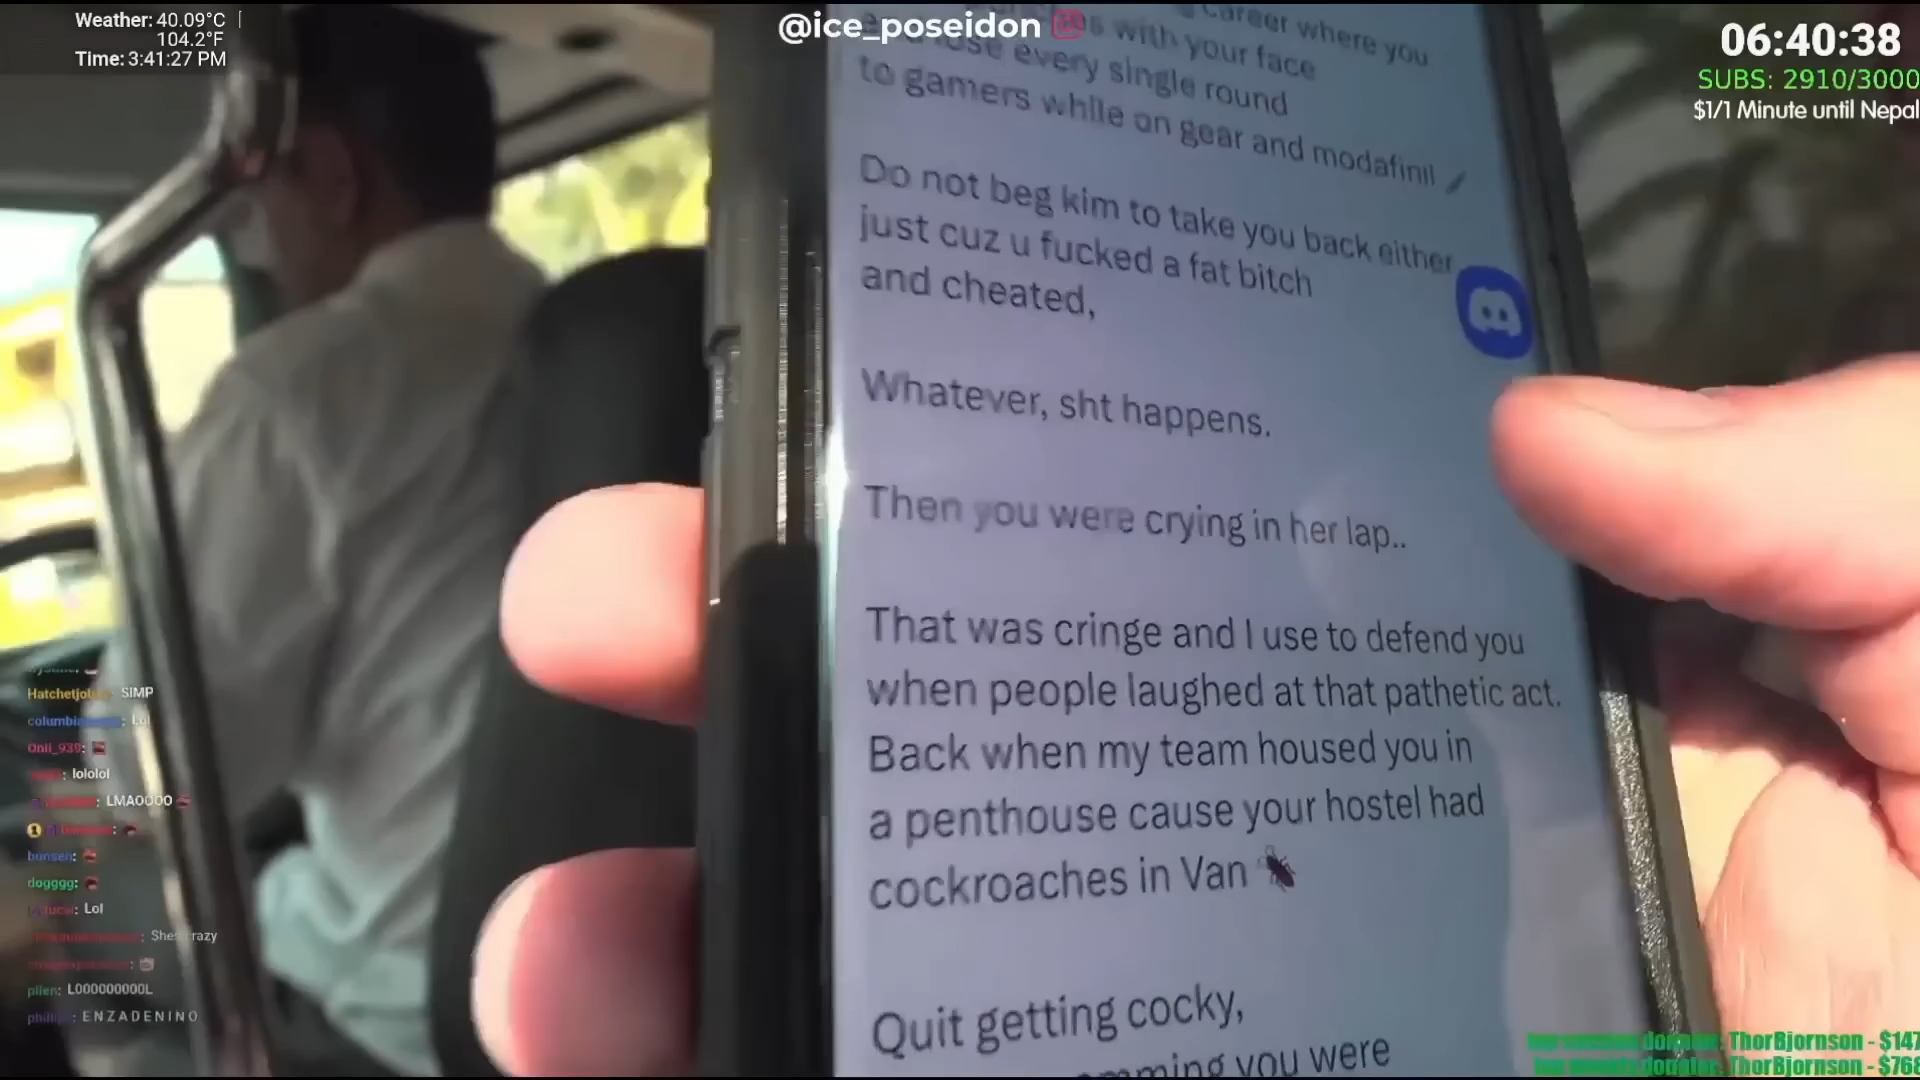 Weather: 40.09°C
104.2°F
Time: 3:41:27 PM
@ice_poseidon
06:40:38
SUBS: 2910/3000
$1/1 Minute until Nepal
career where you
with your face
every single round
to gamers while on gear and modafinil
Do not beg kim to take you back either
just cuz u fucked a fat bitch
and cheated,
Whatever, sht happens.
Then you were crying in her lap..
That was cringe and I use to defend you
when people laughed at that pathetic act.
Back when my team housed you in
a penthouse cause your hostel had
cockroaches in Van
Quit getting cocky,
you were
SIMP
Lol
Onii_939:
: lololol
: LMAOOOO
bunsen:
dogggg:
: Lol
pilen: L000000000L
: ENZADENINO
ThorBjornson - $147
ThorBjornson - $768